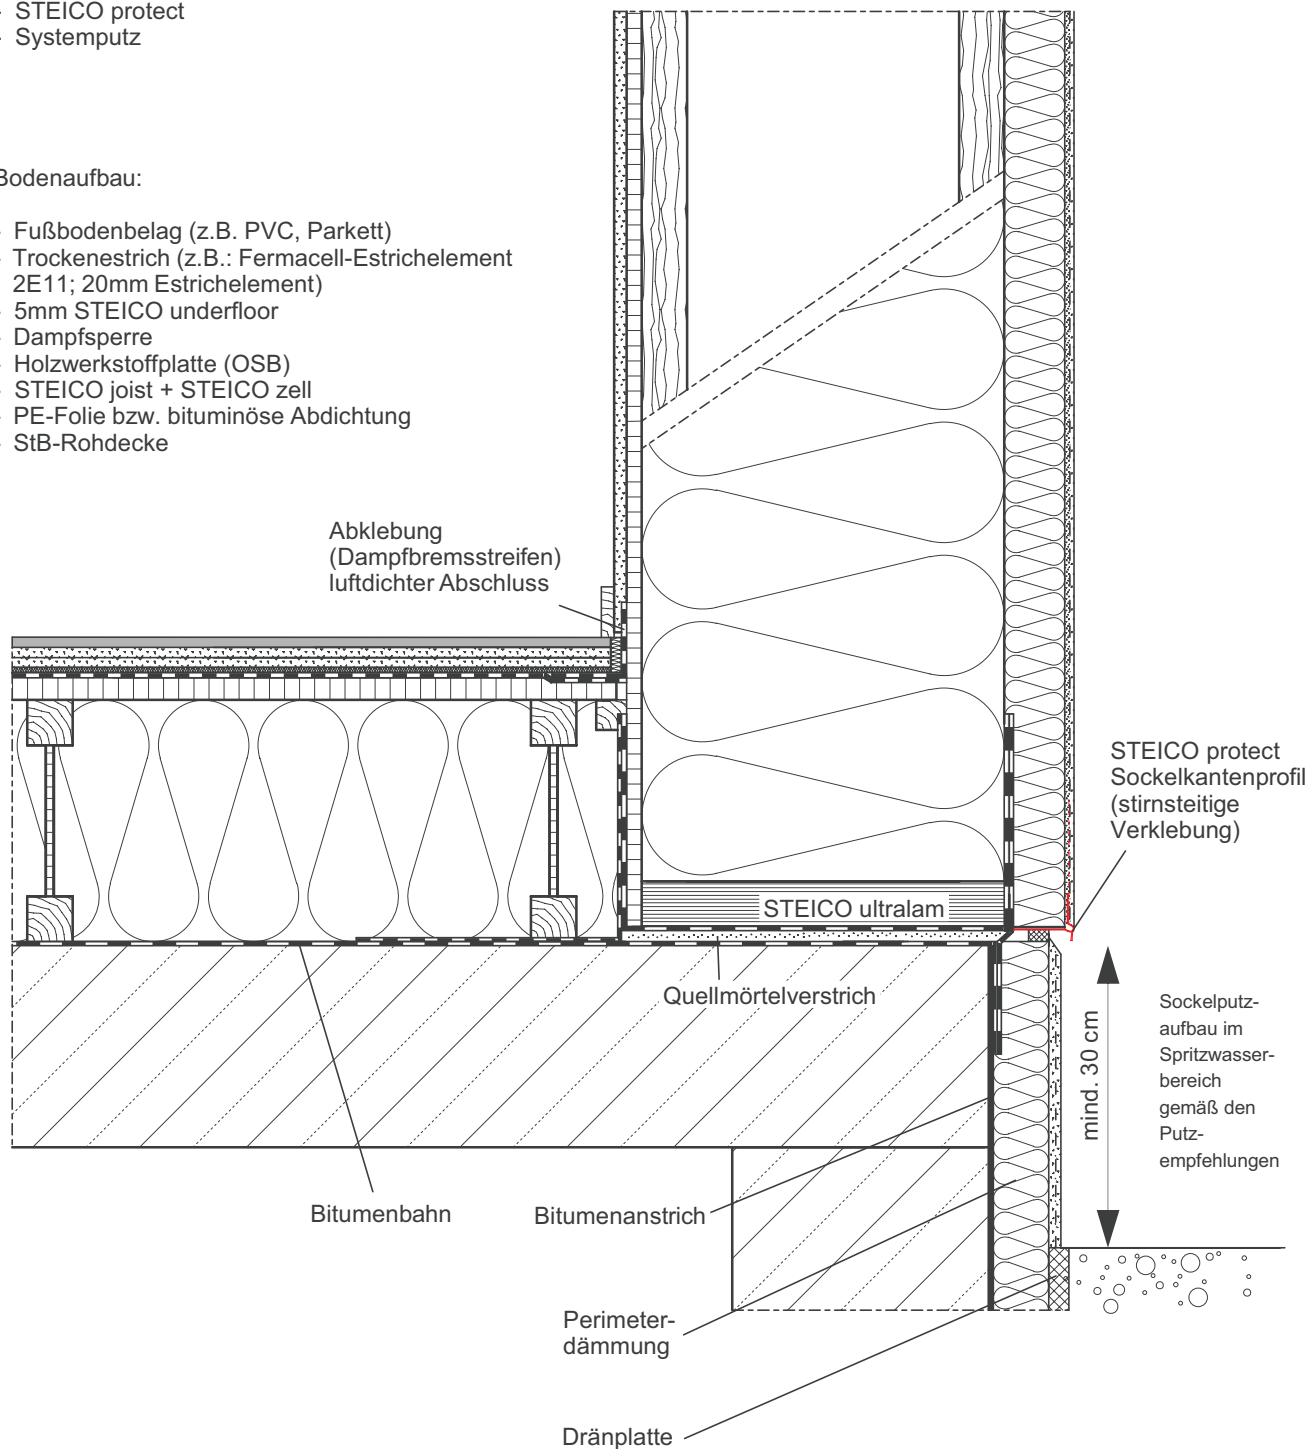 - STEICO protect
- Systemputz
Bodenaufbau:
- Fußbodenbelag (z.B. PVC, Parkett)
- Trockenestrich (z.B.: Fermacell-Estrichelement
2E11; 20mm Estrichelement)
- 5mm STEICO underfloor
- Dampfsperre
- Holzwerkstoffplatte (OSB)
- STEICO joist + STEICO zell
- PE-Folie bzw. bituminöse Abdichtung
- StB-Rohdecke
Abklebung
(Dampfbremsstreifen)
luftdichter Abschluss
STEICO protect
Sockelkantenprofil
(stirnsteitige
Verklebung)
STEICO ultralam
Quellmörtelverstrich
mind. 30 cm
Sockelputz-
aufbau im
Spritzwasser-
bereich
gemäß den
Putz-
empfehlungen
Bitumenbahn
Bitumenanstrich
Perimeter-
dämmung
Dränplatte